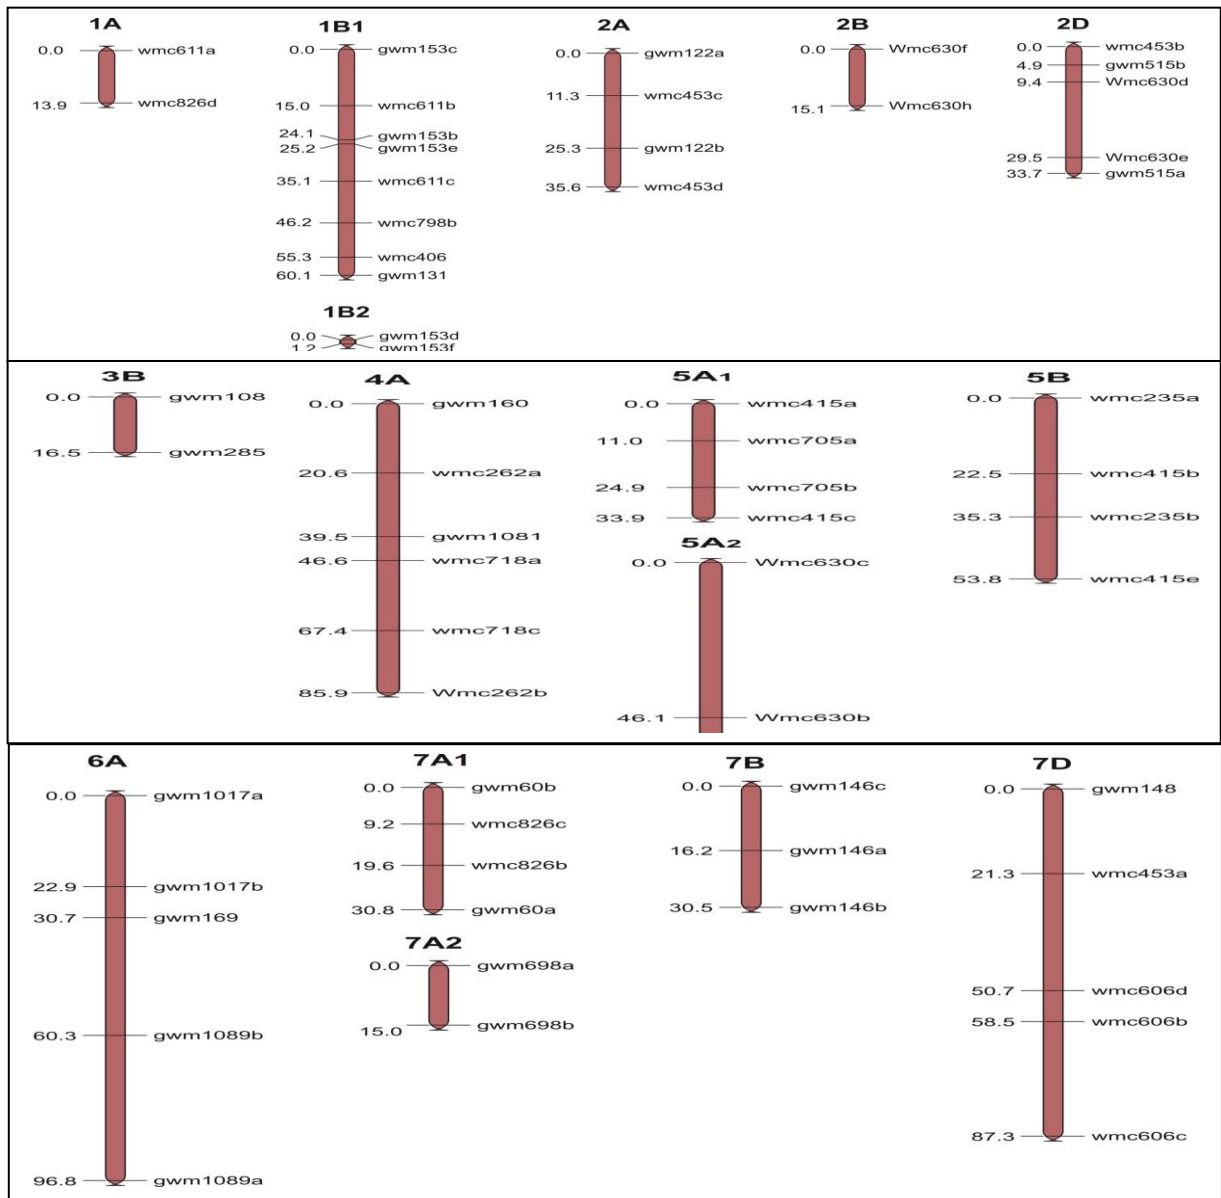 1A
0.0 wmc611a
13.9 wmc826d
1B1
0.0 gwm153c
15.0 wmc611b
24.1 gwm153b
25.2 gwm153e
35.1 wmc611c
46.2 wmc798b
55.3 wmc406
60.1 gwm131
1B2
0.0 gwm153d
1.2 gwm153f
2A
0.0 gwm122a
11.3 wmc453c
25.3 gwm122b
35.6 wmc453d
2B
0.0 Wmc630f
15.1 Wmc630h
2D
0.0 wmc453b
4.9 gwm515b
9.4 Wmc630d
29.5 Wmc630e
33.7 gwm515a
3B
0.0 gwm108
16.5 gwm285
4A
0.0 gwm160
20.6 wmc262a
39.5 gwm1081
46.6 wmc718a
67.4 wmc718c
85.9 Wmc262b
5A1
0.0 wmc415a
11.0 wmc705a
24.9 wmc705b
33.9 wmc415c
5A2
0.0 Wmc630c
46.1 Wmc630b
5B
0.0 wmc235a
22.5 wmc415b
35.3 wmc235b
53.8 wmc415e
6A
0.0 gwm1017a
22.9 gwm1017b
30.7 gwm169
60.3 gwm1089b
96.8 gwm1089a
7A1
0.0 gwm60b
9.2 wmc826c
19.6 wmc826b
30.8 gwm60a
7A2
0.0 gwm698a
15.0 gwm698b
7B
0.0 gwm146c
16.2 gwm146a
30.5 gwm146b
7D
0.0 gwm148
21.3 wmc453a
50.7 wmc606d
58.5 wmc606b
87.3 wmc606c